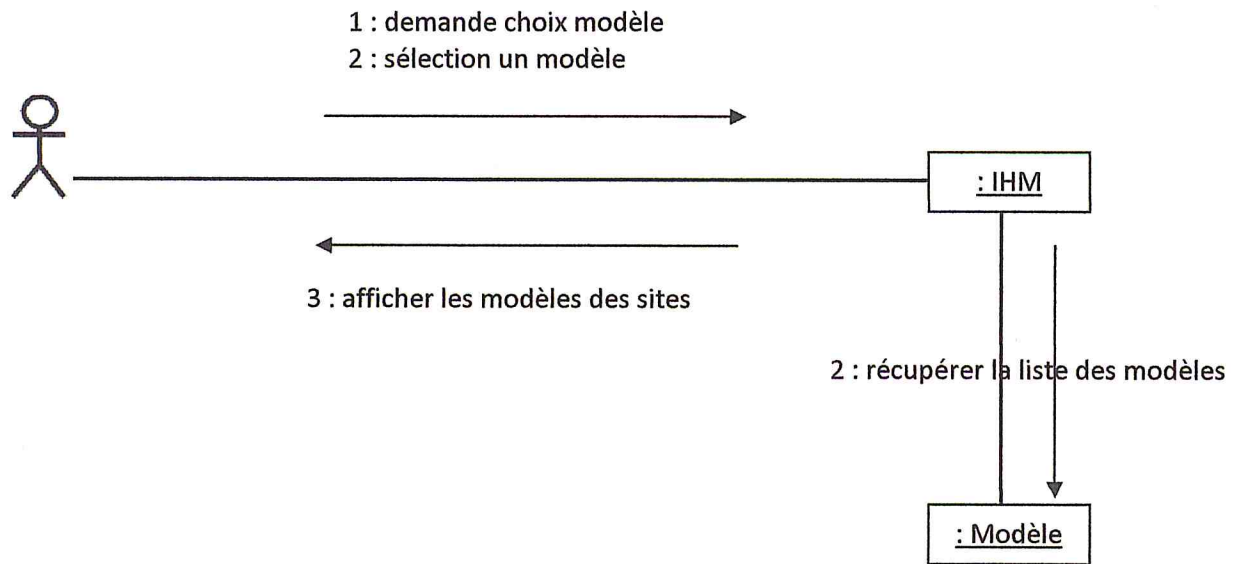 1 : demande choix modèle
2 : sélection un modèle
: IHM
3 : afficher les modèles des sites
2 : récupérer la liste des modèles
: Modèle